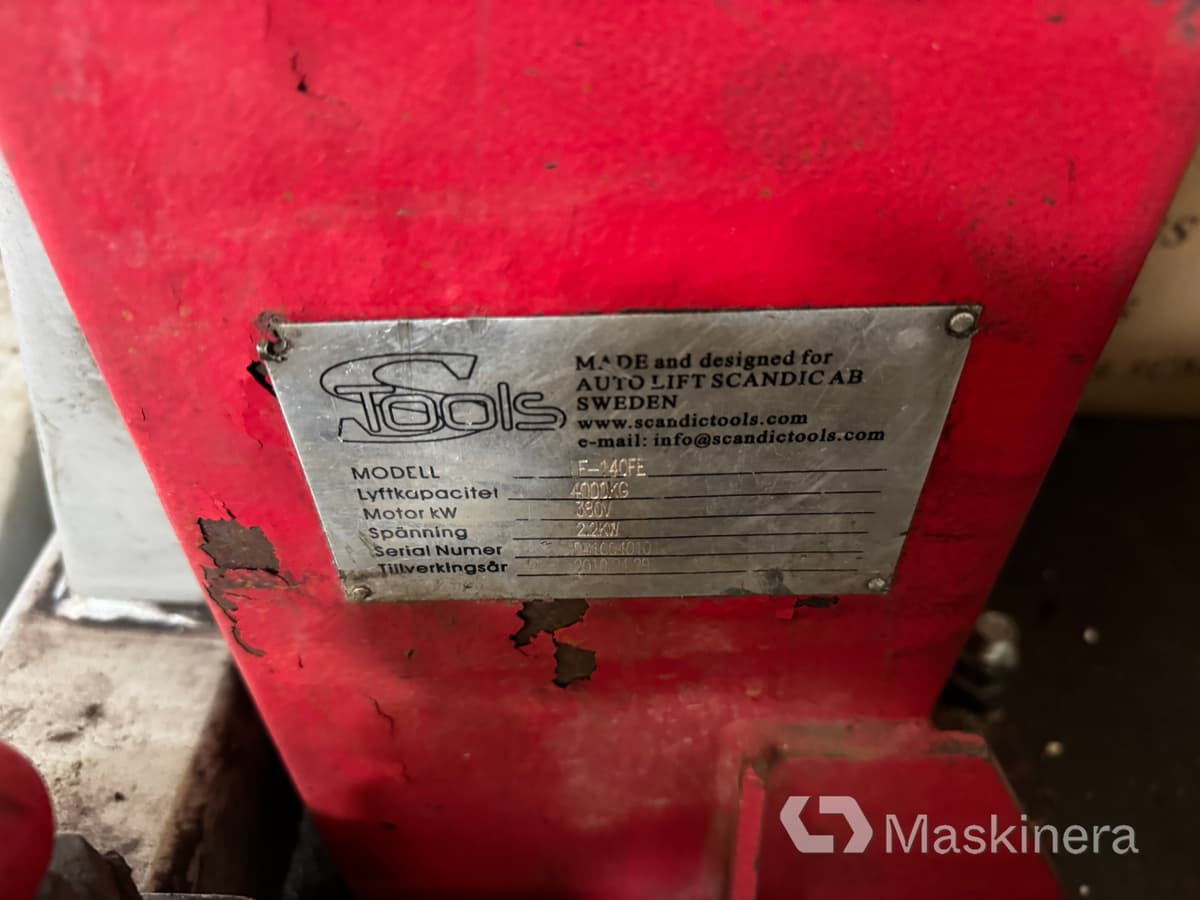 S Tools
MADE and designed for
AUTO LIFT SCANDIC AB
SWEDEN
www.scandictools.com
e-mail: info@scandictools.com
MODELL
Lyftkapacitet 4000KG
Motor kW 380V
Spänning 2.2KW
Serial Numer
Tillverkingsår
Maskinera